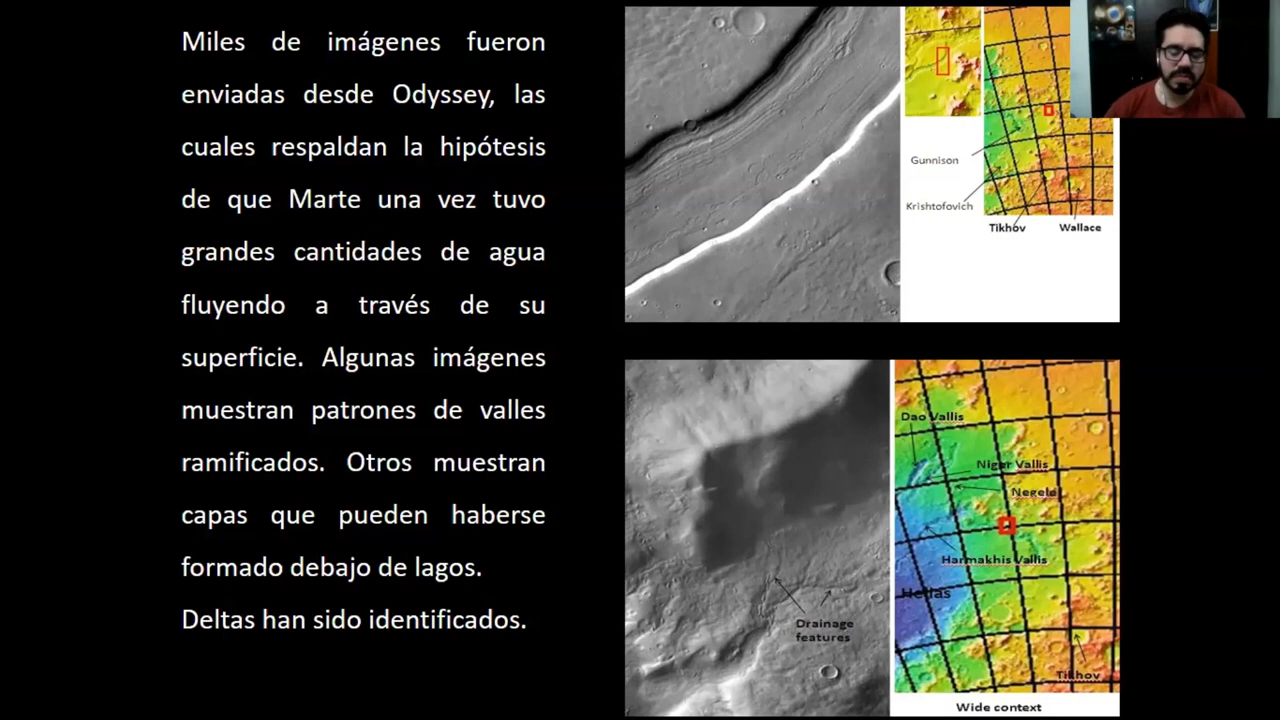 Miles de imágenes fueron
enviadas desde Odyssey, las
cuales respaldan la hipótesis
de que Marte una vez tuvo
grandes cantidades de agua
fluyendo a través de su
superficie. Algunas imágenes
muestran patrones de valles
ramificados. Otros muestran
capas que pueden haberse
formado debajo de lagos.
Deltas han sido identificados.
Gunnison
Krishtofovich
Tikhov
Wallace
Dao Vallis
Niger Vallis
Negele
Harmakhis Vallis
Hellas
Drainage
features
Tikhov
Wide context